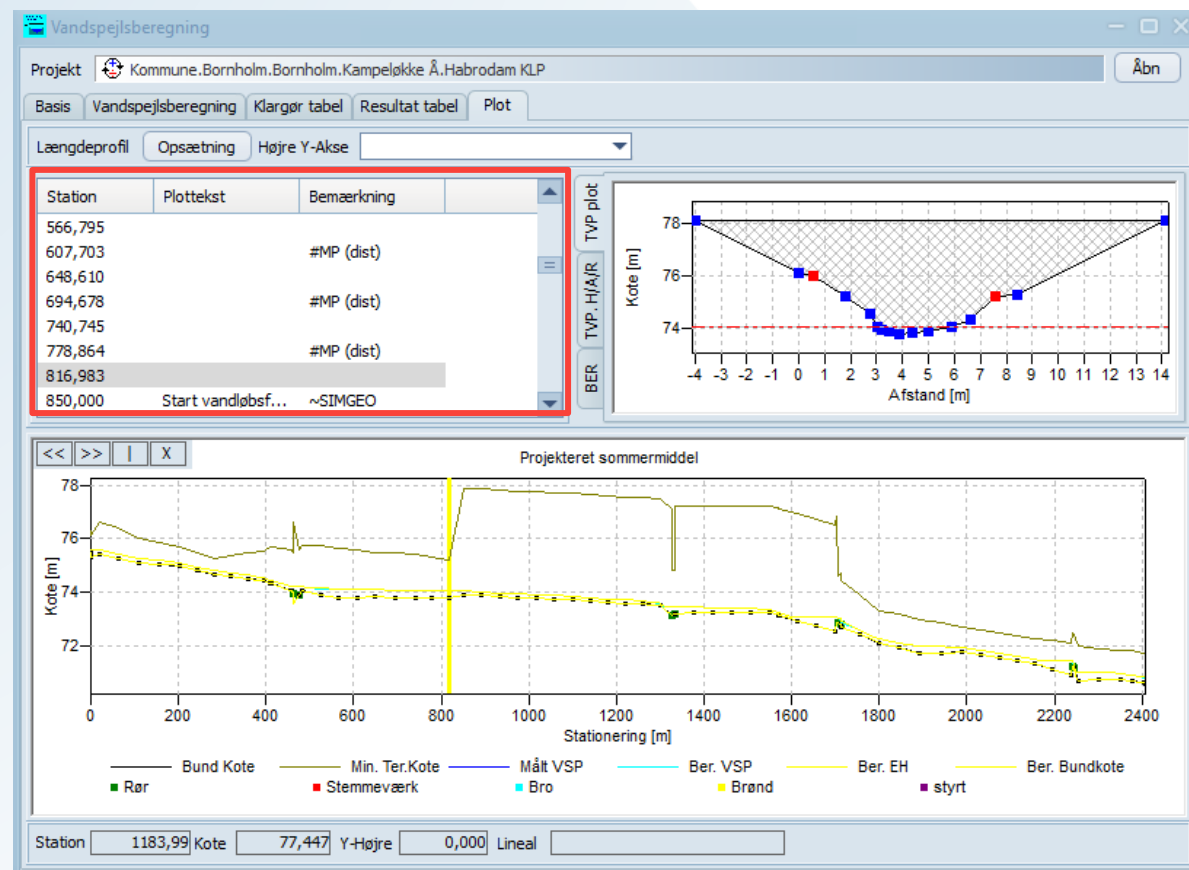 Vandspejlsberegning
Projekt Kommune.Bornholm.Bornholm.Kampeløkke Å.Habrodam KLP Åbn
Basis Vandspejlsberegning Klargør tabel Resultat tabel Plot
Længdeprofil Opsætning Højre Y-Akse
Station Plottekst Bemærkning
566,795
607,703 #MP (dist)
648,610
694,678 #MP (dist)
740,745
778,864 #MP (dist)
816,983
850,000 Start vandløbsf... ~SIMGEO
TVP plot
TVP. H/A/R
BER
Kote [m]
78
76
74
-4 -3 -2 -1 0 1 2 3 4 5 6 7 8 9 10 11 12 13 14
Afstand [m]
<< >> | X
Projekteret sommermiddel
Kote [m]
78
76
74
72
0 200 400 600 800 1000 1200 1400 1600 1800 2000 2200 2400
Stationering [m]
Bund Kote Min. Ter.Kote Målt VSP Ber. VSP Ber. EH Ber. Bundkote
Rør Stemmeværk Bro Brønd styrt
Station 1183,99 Kote 77,447 Y-Højre 0,000 Lineal